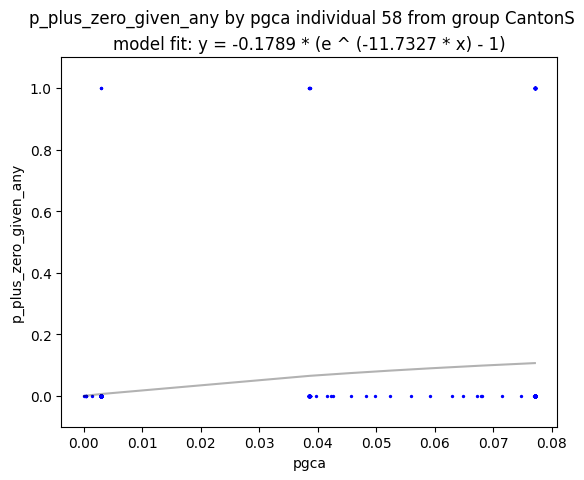 p_plus_zero_given_any by pgca individual 58 from group CantonS
model fit: y = -0.1789 * (e ^ (-11.7327 * x) - 1)
1.0
0.8
0.6
0.4
0.2
0.0
p_plus_zero_given_any
0.00 0.01 0.02 0.03 0.04 0.05 0.06 0.07 0.08
pgca